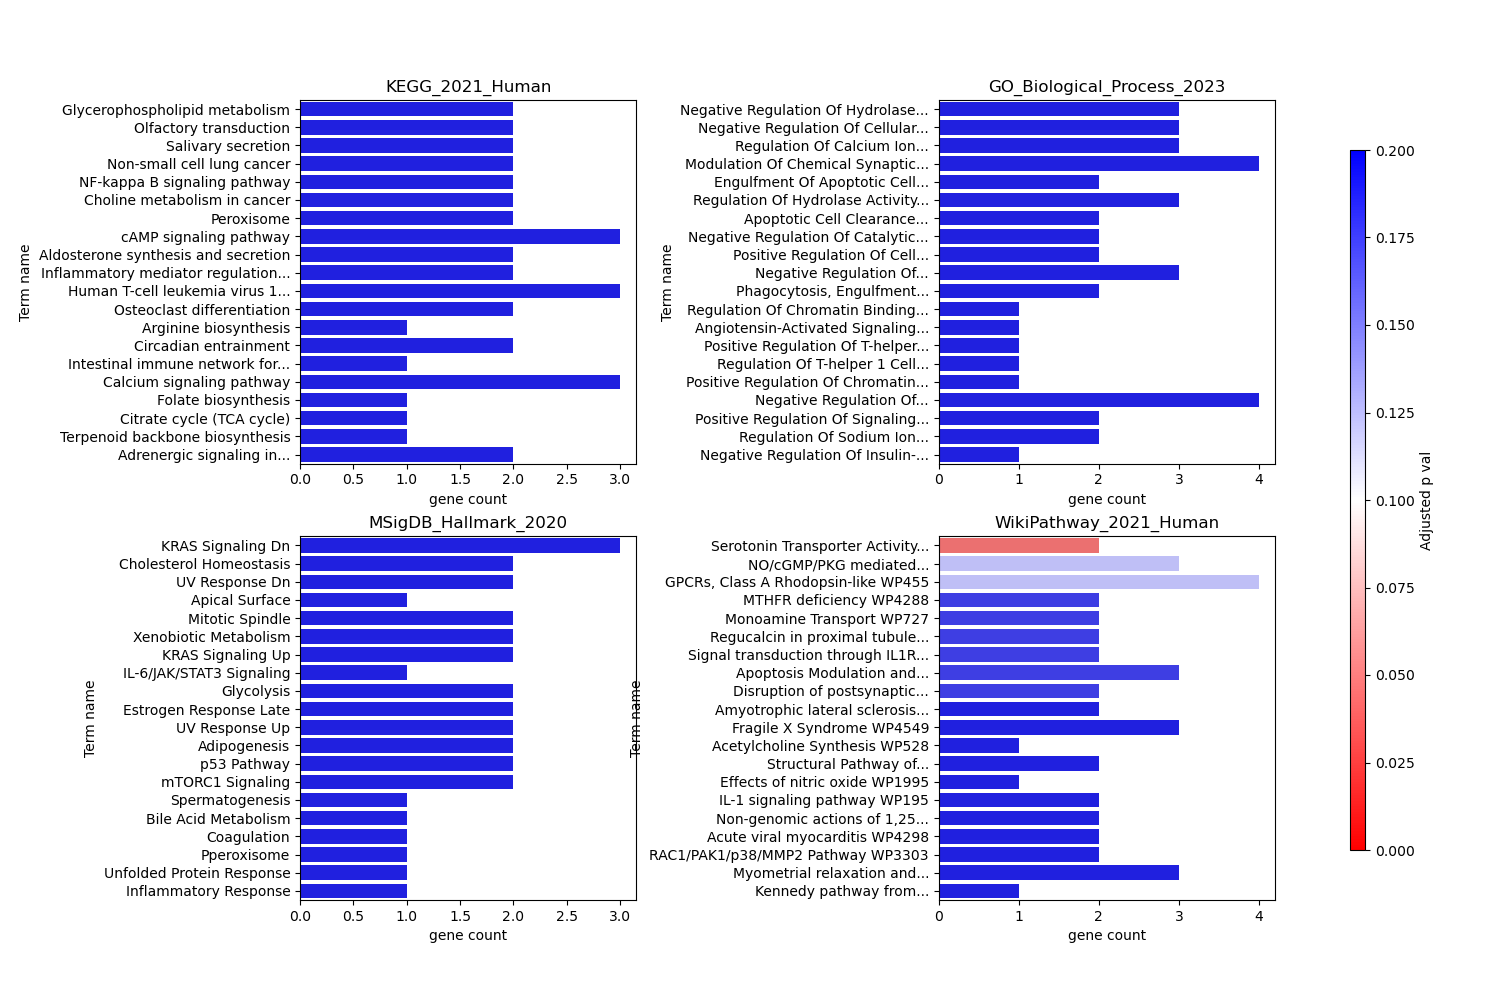 KEGG_2021_Human
Term name
Glycerophospholipid metabolism
Olfactory transduction
Salivary secretion
Non-small cell lung cancer
NF-kappa B signaling pathway
Choline metabolism in cancer
Peroxisome
cAMP signaling pathway
Aldosterone synthesis and secretion
Inflammatory mediator regulation...
Human T-cell leukemia virus 1...
Osteoclast differentiation
Arginine biosynthesis
Circadian entrainment
Intestinal immune network for...
Calcium signaling pathway
Folate biosynthesis
Citrate cycle (TCA cycle)
Terpenoid backbone biosynthesis
Adrenergic signaling in...
0.0 0.5 1.0 1.5 2.0 2.5 3.0
gene count
GO_Biological_Process_2023
Term name
Negative Regulation Of Hydrolase...
Negative Regulation Of Cellular...
Regulation Of Calcium Ion...
Modulation Of Chemical Synaptic...
Engulfment Of Apoptotic Cell...
Regulation Of Hydrolase Activity...
Apoptotic Cell Clearance...
Negative Regulation Of Catalytic...
Positive Regulation Of Cell...
Negative Regulation Of...
Phagocytosis, Engulfment...
Regulation Of Chromatin Binding...
Angiotensin-Activated Signaling...
Positive Regulation Of T-helper...
Regulation Of T-helper 1 Cell...
Positive Regulation Of Chromatin...
Negative Regulation Of...
Positive Regulation Of Signaling...
Regulation Of Sodium Ion...
Negative Regulation Of Insulin-...
0 1 2 3 4
gene count
MSigDB_Hallmark_2020
Term name
KRAS Signaling Dn
Cholesterol Homeostasis
UV Response Dn
Apical Surface
Mitotic Spindle
Xenobiotic Metabolism
KRAS Signaling Up
IL-6/JAK/STAT3 Signaling
Glycolysis
Estrogen Response Late
UV Response Up
Adipogenesis
p53 Pathway
mTORC1 Signaling
Spermatogenesis
Bile Acid Metabolism
Coagulation
Pperoxisome
Unfolded Protein Response
Inflammatory Response
0.0 0.5 1.0 1.5 2.0 2.5 3.0
gene count
WikiPathway_2021_Human
Term name
Serotonin Transporter Activity...
NO/cGMP/PKG mediated...
GPCRs, Class A Rhodopsin-like WP455
MTHFR deficiency WP4288
Monoamine Transport WP727
Regucalcin in proximal tubule...
Signal transduction through IL1R...
Apoptosis Modulation and...
Disruption of postsynaptic...
Amyotrophic lateral sclerosis...
Fragile X Syndrome WP4549
Acetylcholine Synthesis WP528
Structural Pathway of...
Effects of nitric oxide WP1995
IL-1 signaling pathway WP195
Non-genomic actions of 1,25...
Acute viral myocarditis WP4298
RAC1/PAK1/p38/MMP2 Pathway WP3303
Myometrial relaxation and...
Kennedy pathway from...
0 1 2 3 4
gene count
0.200
0.175
0.150
0.125
0.100
0.075
0.050
0.025
0.000
Adjusted p val